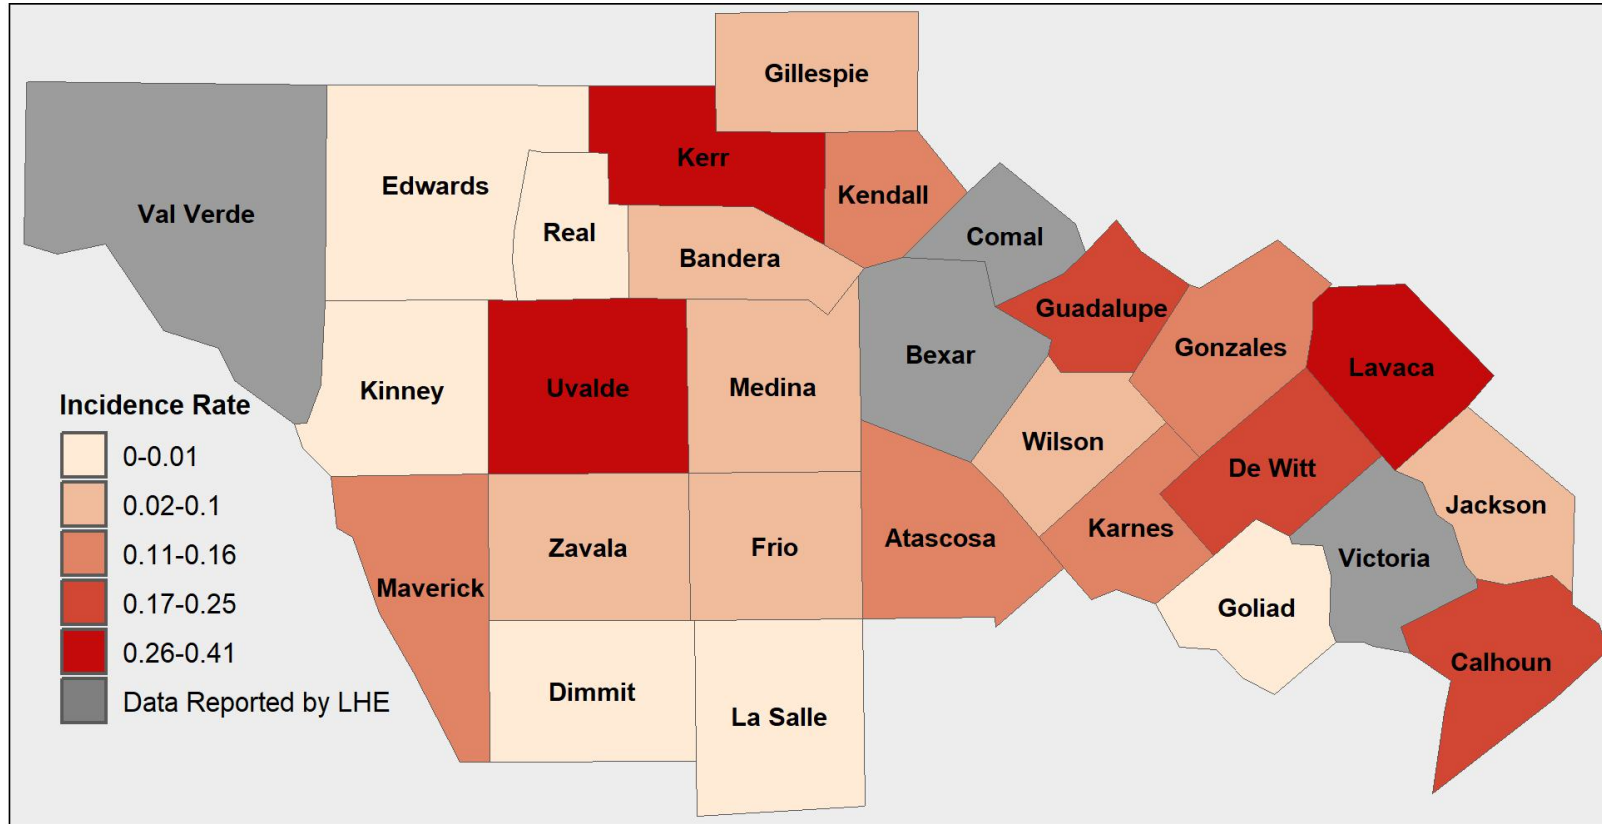 Gillespie
Kerr
Edwards
Kendall
Val Verde
Real
Comal
Bandera
Guadalupe
Gonzales
Bexar
Lavaca
Kinney
Uvalde
Medina
Wilson
De Witt
Jackson
Karnes
Atascosa
Zavala
Frio
Victoria
Maverick
Goliad
Calhoun
Dimmit
La Salle
Incidence Rate
0-0.01
0.02-0.1
0.11-0.16
0.17-0.25
0.26-0.41
Data Reported by LHE